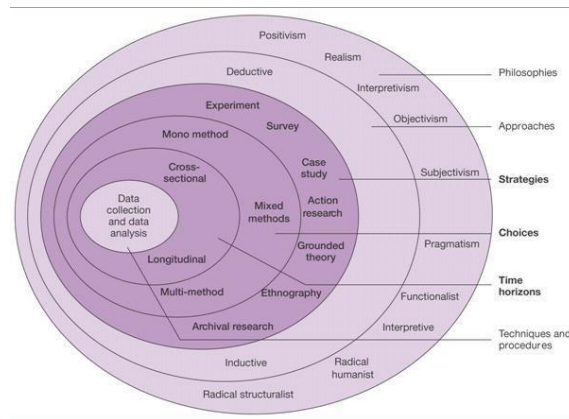 Positivism
Realism
Deductive
Philosophies
Interpretivism
Experiment
Objectivism
Survey
Approaches
Mono method
Cross-
sectional
Case
study
Subjectivism
Strategies
Data
collection
and data
analysis
Mixed
methods
Action
research
Choices
Grounded
theory
Pragmatism
Longitudinal
Time
horizons
Multi-method
Ethnography
Functionalist
Archival research
Interpretive
Techniques and
procedures
Inductive
Radical
humanist
Radical structuralist